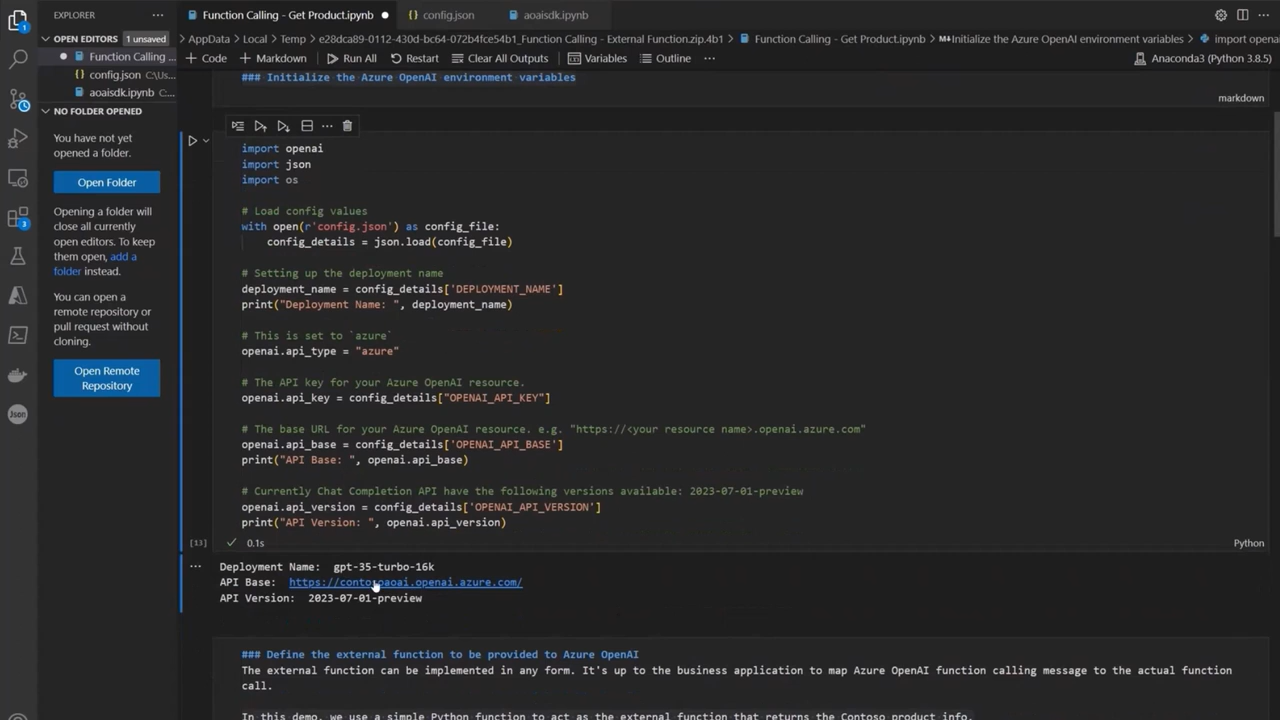 EXPLORER
OPEN EDITORS 1 unsaved
Function Calling ...
config.json C:\Us...
aoaisdk.ipynb C:...
NO FOLDER OPENED
You have not yet
opened a folder.
Open Folder
Opening a folder will
close all currently
open editors. To keep
them open, add a
folder instead.
You can open a
remote repository or
pull request without
cloning.
Open Remote
Repository
1
3
Json
Function Calling - Get Product.ipynb
config.json
aoaisdk.ipynb
AppData > Local > Temp > e28dca89-0112-430d-bc64-072b4fce54b1_Function Calling - External Function.zip.4b1 > Function Calling - Get Product.ipynb > Initialize the Azure OpenAI environment variables > import openai
+ Code + Markdown Run All Restart Clear All Outputs Variables Outline ... Anaconda3 (Python 3.8.5)
### Initialize the Azure OpenAI environment variables
markdown
import openai
import json
import os
# Load config values
with open(r'config.json') as config_file:
config_details = json.load(config_file)
# Setting up the deployment name
deployment_name = config_details['DEPLOYMENT_NAME']
print("Deployment Name: ", deployment_name)
# This is set to `azure`
openai.api_type = "azure"
# The API key for your Azure OpenAI resource.
openai.api_key = config_details["OPENAI_API_KEY"]
# The base URL for your Azure OpenAI resource. e.g. "https://<your resource name>.openai.azure.com"
openai.api_base = config_details['OPENAI_API_BASE']
print("API Base: ", openai.api_base)
# Currently Chat Completion API have the following versions available: 2023-07-01-preview
openai.api_version = config_details['OPENAI_API_VERSION']
print("API Version: ", openai.api_version)
[13] 0.1s Python
Deployment Name: gpt-35-turbo-16k
API Base: https://contosoaoai.openai.azure.com/
API Version: 2023-07-01-preview
### Define the external function to be provided to Azure OpenAI
The external function can be implemented in any form. It's up to the business application to map Azure OpenAI function calling message to the actual function
call.
In this demo, we use a simple Python function to act as the external function that returns the Contoso product info.